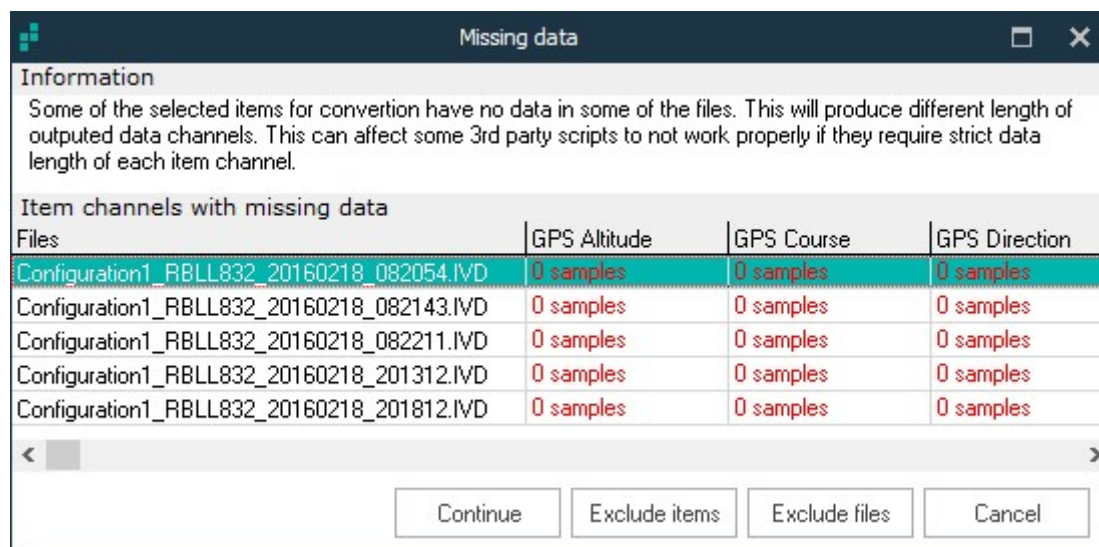 Missing data
Information
Some of the selected items for convertion have no data in some of the files. This will produce different length of
outputed data channels. This can affect some 3rd party scripts to not work properly if they require strict data
length of each item channel.
Item channels with missing data
Files GPS Altitude GPS Course GPS Direction
Configuration1_RBLL832_20160218_082054.IVD 0 samples 0 samples 0 samples
Configuration1_RBLL832_20160218_082143.IVD 0 samples 0 samples 0 samples
Configuration1_RBLL832_20160218_082211.IVD 0 samples 0 samples 0 samples
Configuration1_RBLL832_20160218_201312.IVD 0 samples 0 samples 0 samples
Configuration1_RBLL832_20160218_201812.IVD 0 samples 0 samples 0 samples
Continue Exclude items Exclude files Cancel